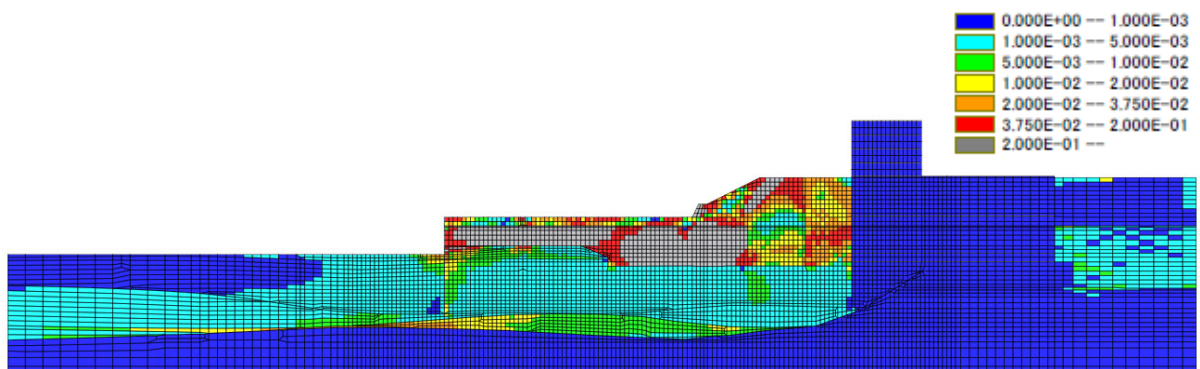 0.000E+00 -- 1.000E-03
1.000E-03 -- 5.000E-03
5.000E-03 -- 1.000E-02
1.000E-02 -- 2.000E-02
2.000E-02 -- 3.750E-02
3.750E-02 -- 2.000E-01
2.000E-01 --